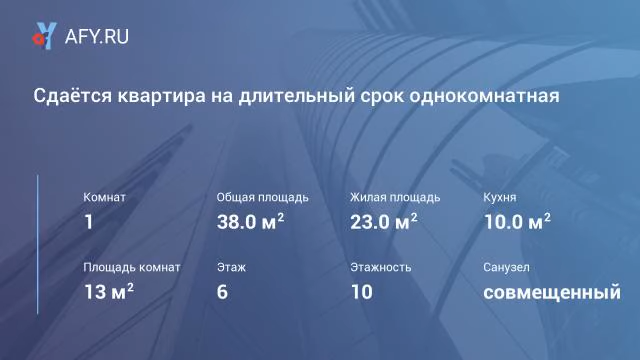 AFY.RU
Сдаётся квартира на длительный срок однокомнатная
Комнат
1
Общая площадь
38.0 м²
Жилая площадь
23.0 м²
Кухня
10.0 м²
Площадь комнат
13 м²
Этаж
6
Этажность
10
Санузел
совмещенный